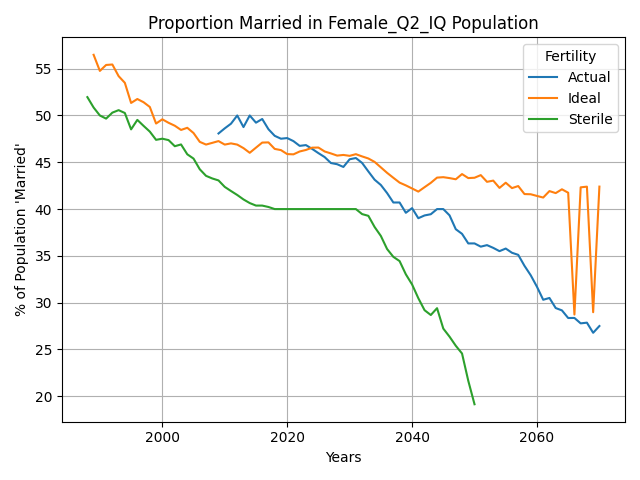 Proportion Married in Female_Q2_IQ Population
Fertility
Actual
Ideal
Sterile
% of Population 'Married'
55
50
45
40
35
30
25
20
2000
2020
2040
2060
Years